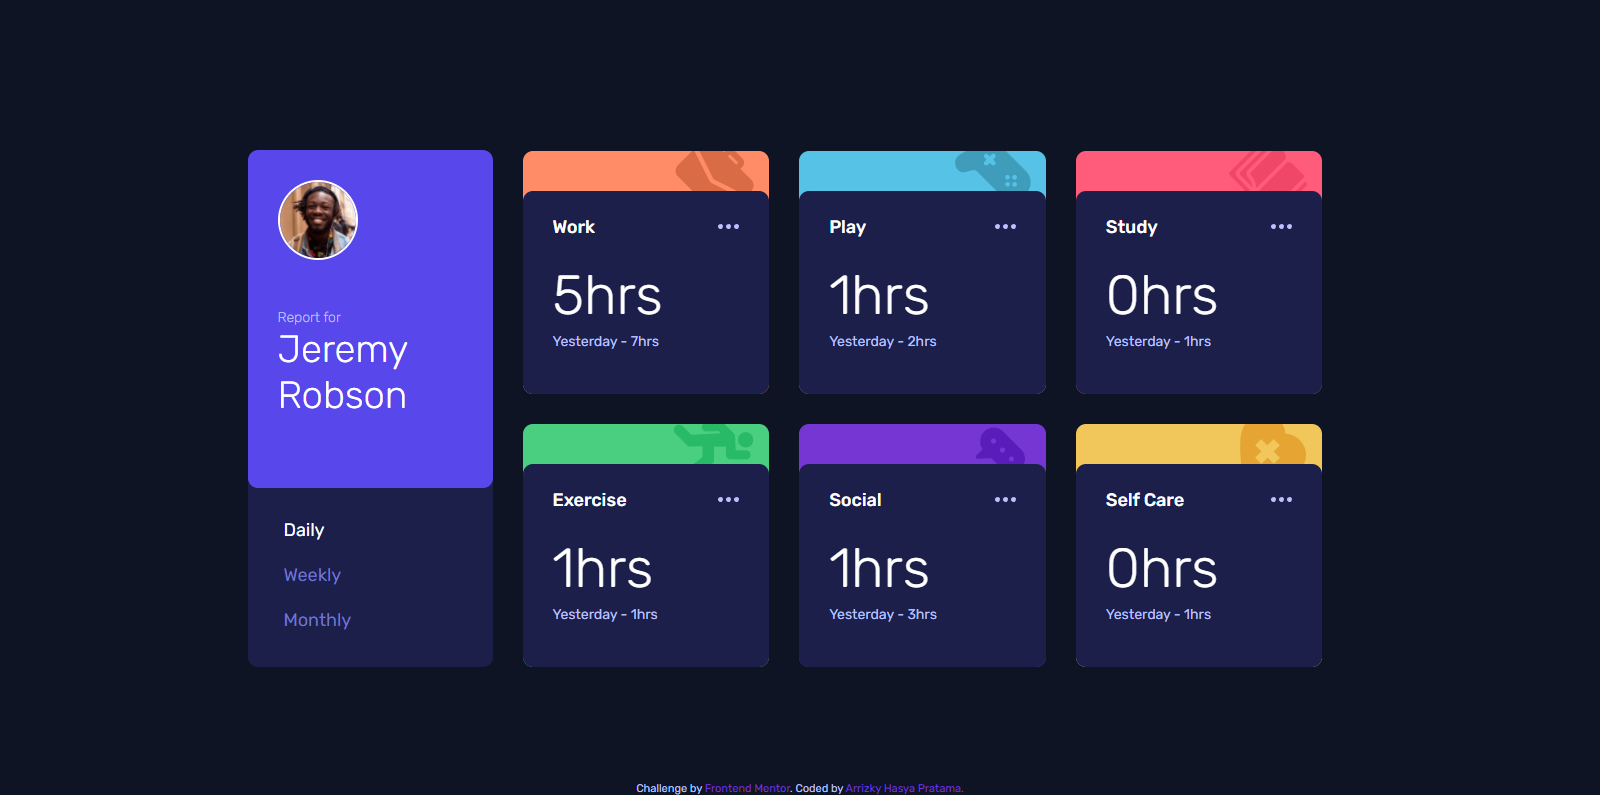 Report for
Jeremy
Robson
Daily
Weekly
Monthly
Work
5hrs
Yesterday - 7hrs
Play
1hrs
Yesterday - 2hrs
Study
0hrs
Yesterday - 1hrs
Exercise
1hrs
Yesterday - 1hrs
Social
1hrs
Yesterday - 3hrs
Self Care
0hrs
Yesterday - 1hrs
Challenge by Frontend Mentor. Coded by Arrizky Hasya Pratama.